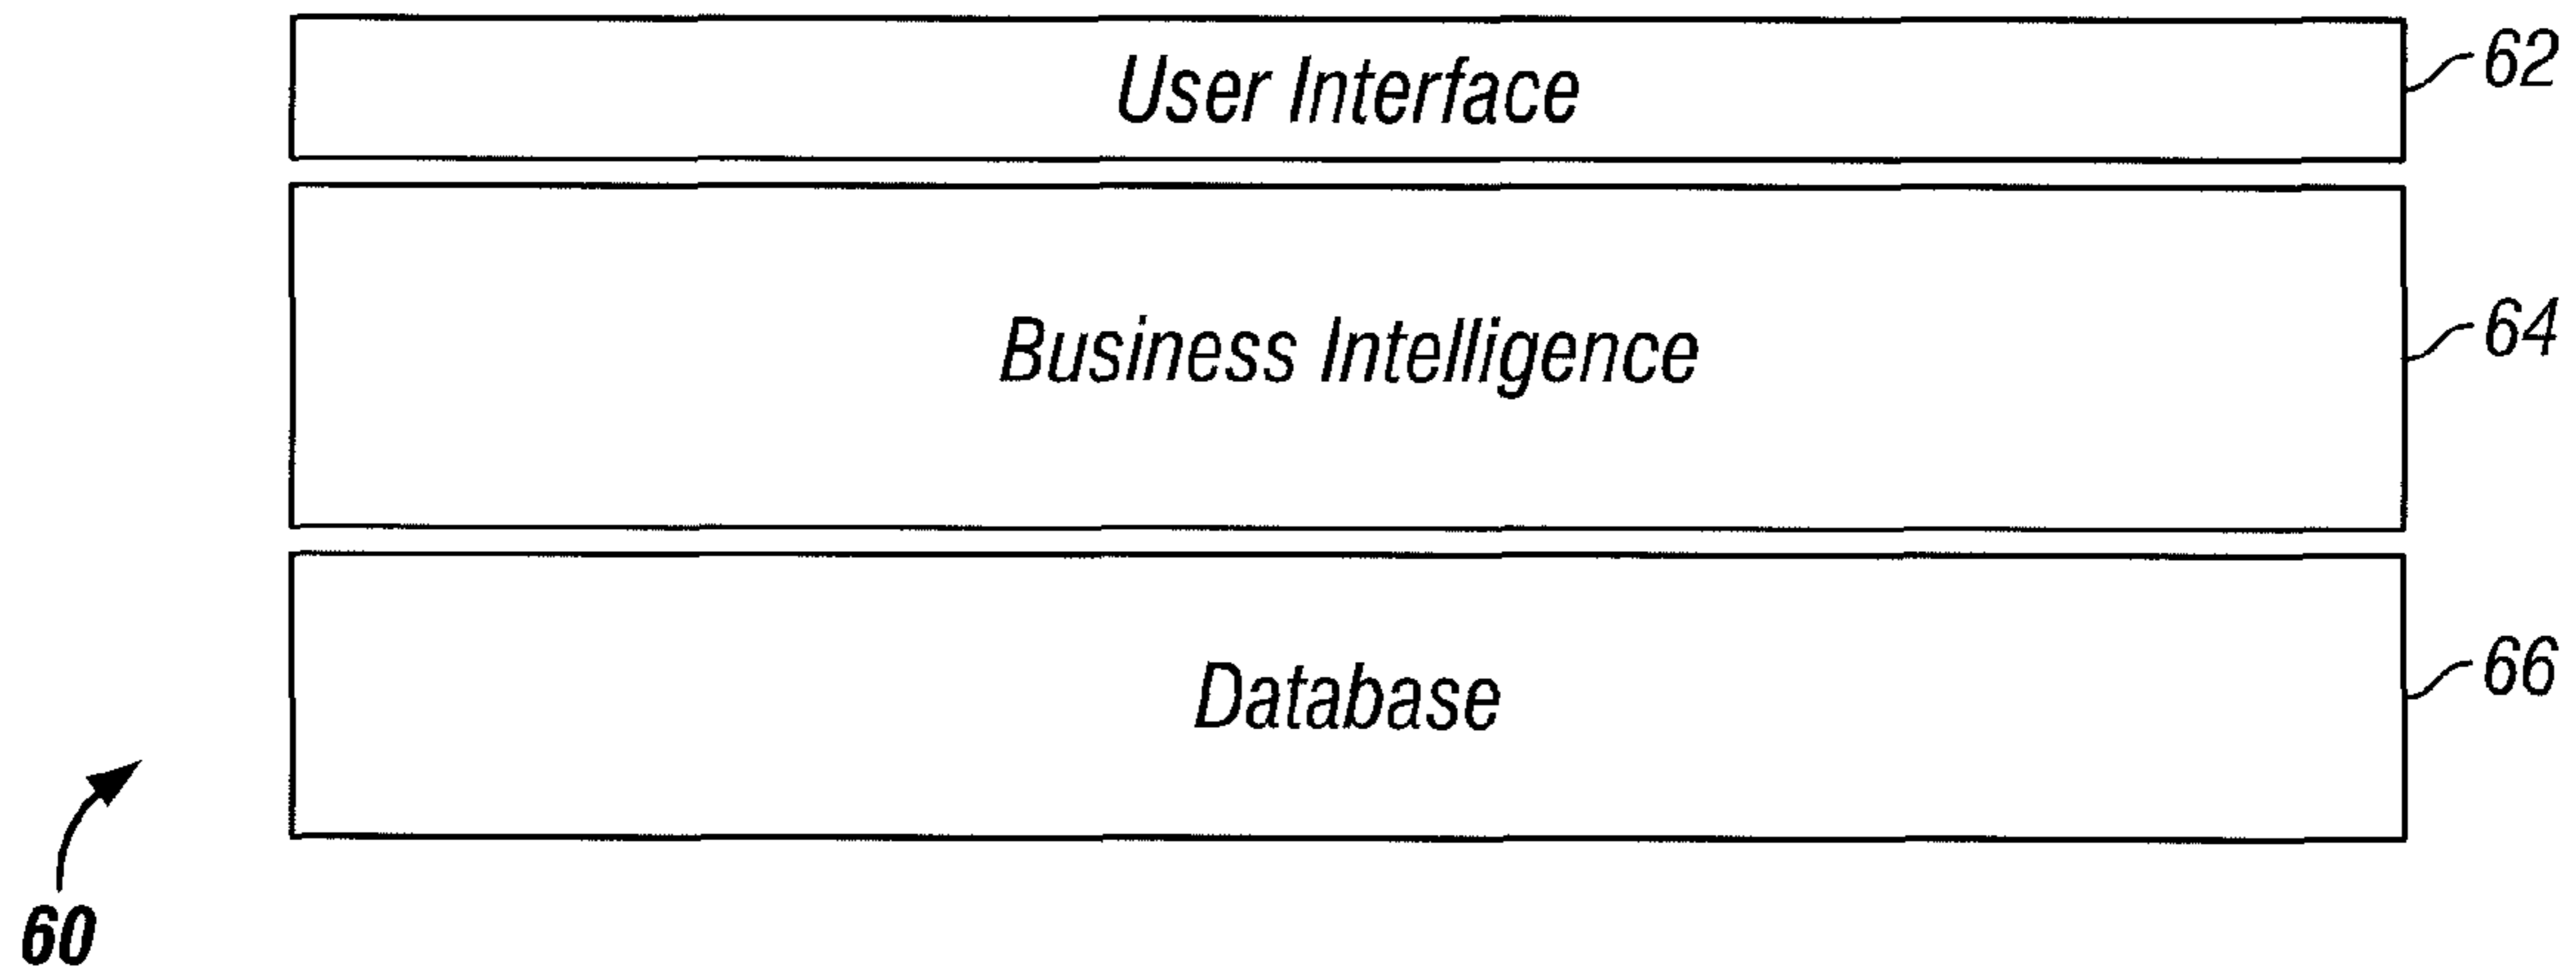 User Interface
62
Business Intelligence
64
Database
66
60